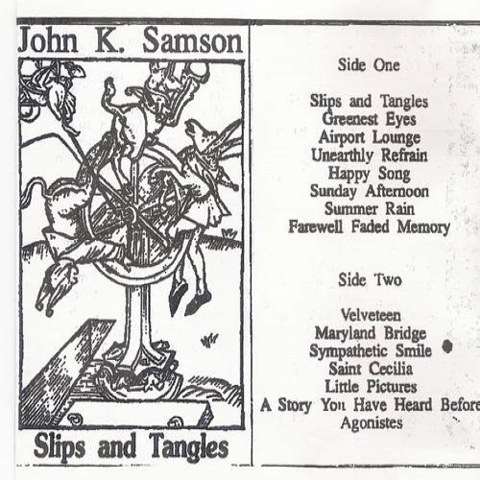 John K. Samson
Slips and Tangles
Side One
Slips and Tangles
Greenest Eyes
Airport Lounge
Unearthly Refrain
Happy Song
Sunday Afternoon
Summer Rain
Farewell Faded Memory
Side Two
Velveteen
Maryland Bridge
Sympathetic Smile
Saint Cecilia
Little Pictures
A Story You Have Heard Before
Agonistes